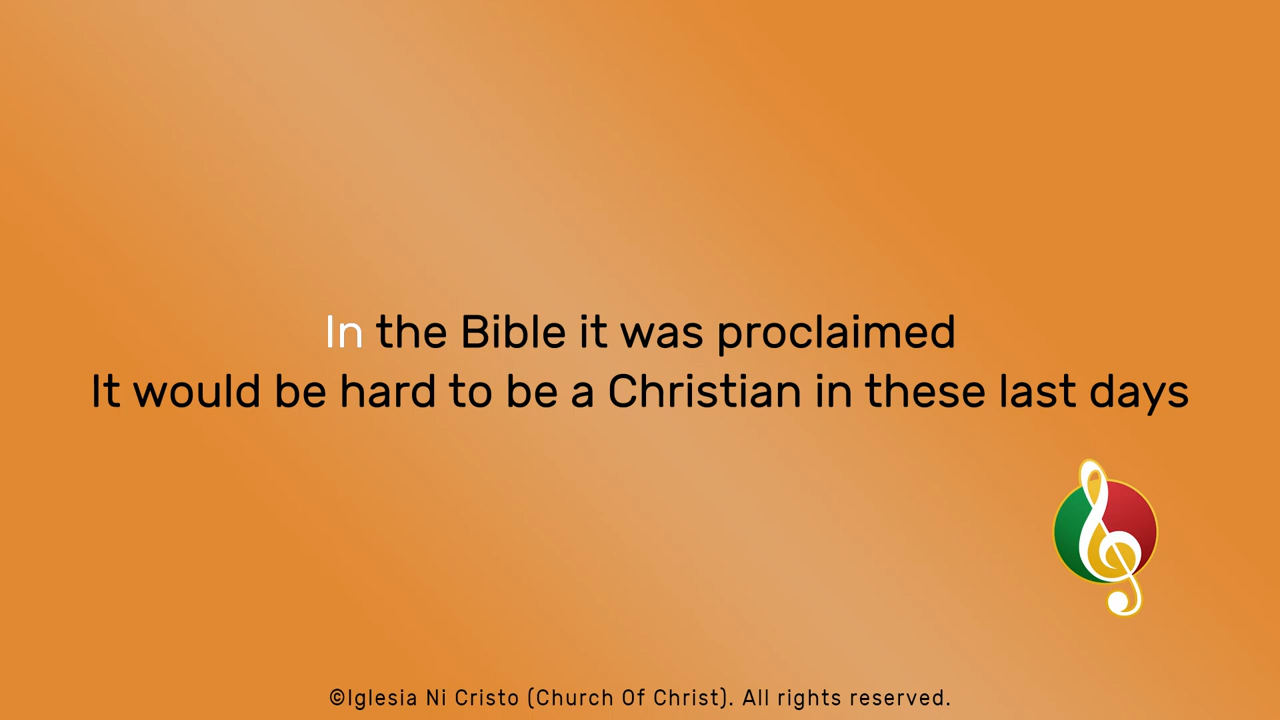 In the Bible it was proclaimed
It would be hard to be a Christian in these last days
©Iglesia Ni Cristo (Church Of Christ). All rights reserved.